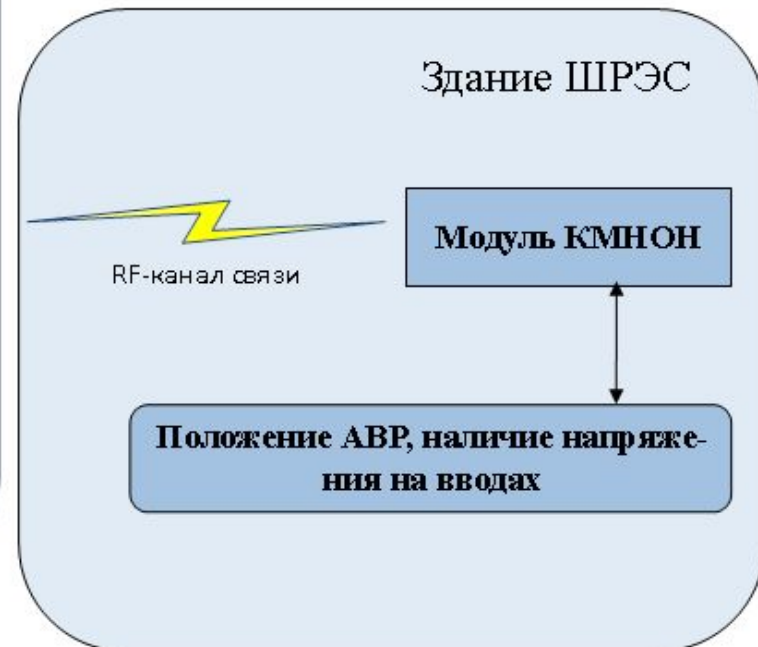 Здание ШРЭС
Модуль КМНОН
RF-канал связи
Положение АВР, наличие напряже-
ния на вводах